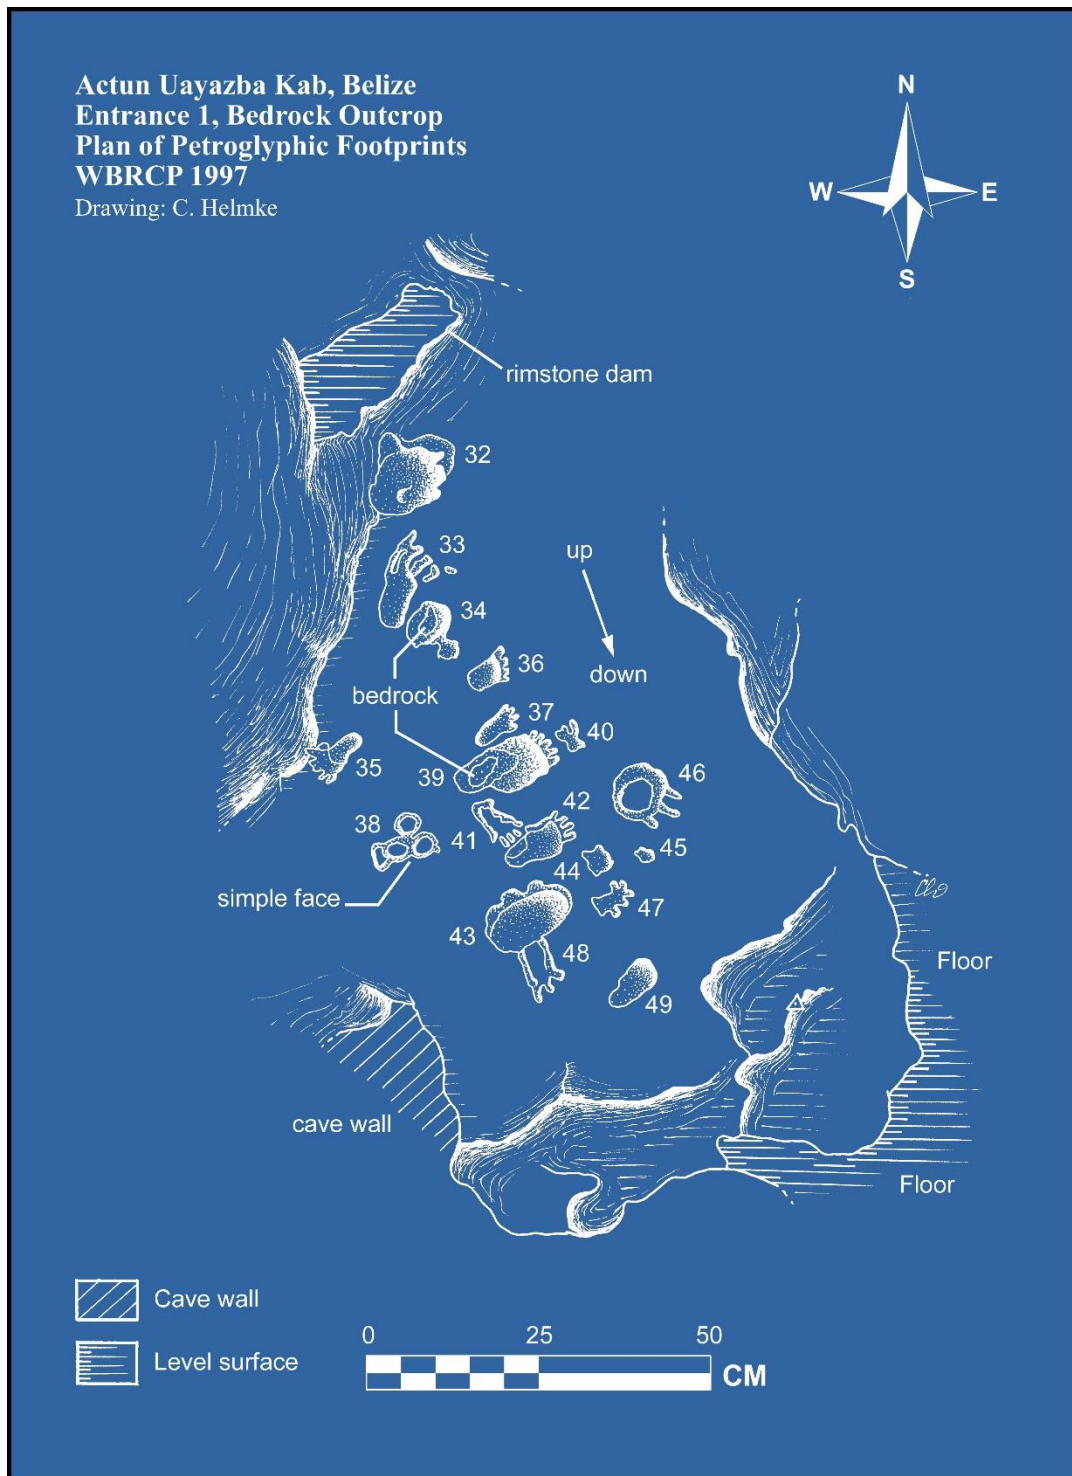 Actun Uayazba Kab, Belize
Entrance 1, Bedrock Outcrop
Plan of Petroglyphic Footprints
WBRCP 1997
Drawing: C. Helmke
N
W
E
S
rimstone dam
32
33
up
34
36
down
bedrock
37
40
35
39
46
42
38
41
45
44
simple face
47
43
48
Floor
49
cave wall
Floor
Cave wall
0
25
50
Level surface
CM